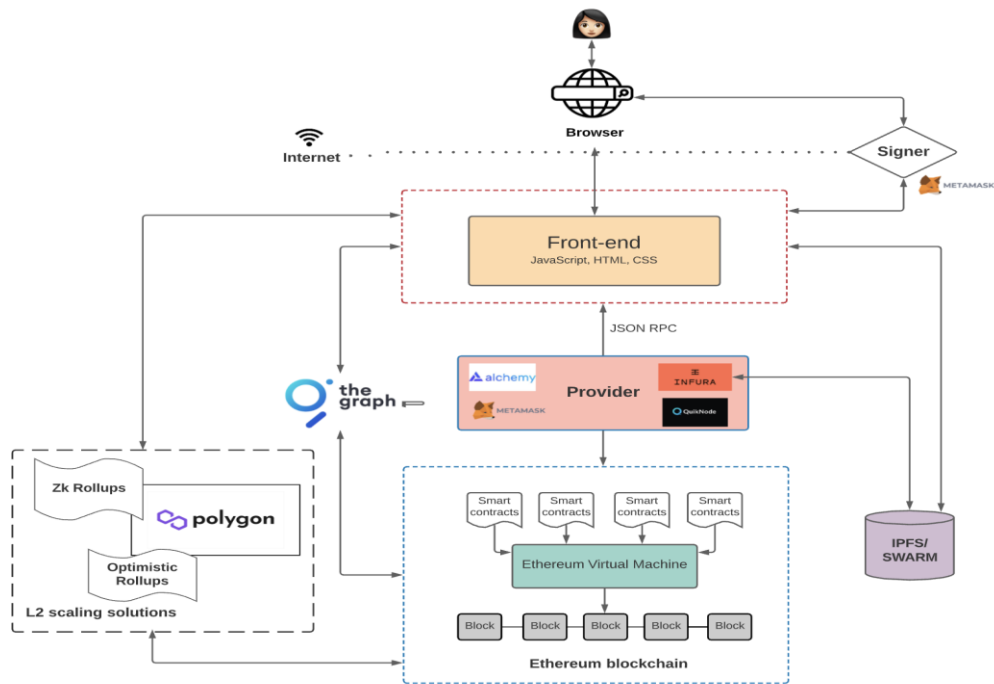 Browser
Internet
Signer
METAMASK
Front-end
JavaScript, HTML, CSS
JSON RPC
alchemy
INFURA
Provider
METAMASK
QuikNode
the
graph
Zk Rollups
polygon
Optimistic
Rollups
L2 scaling solutions
Smart
contracts
Smart
contracts
Smart
contracts
Smart
contracts
Ethereum Virtual Machine
Block
Block
Block
Block
Block
Ethereum blockchain
IPFS/
SWARM